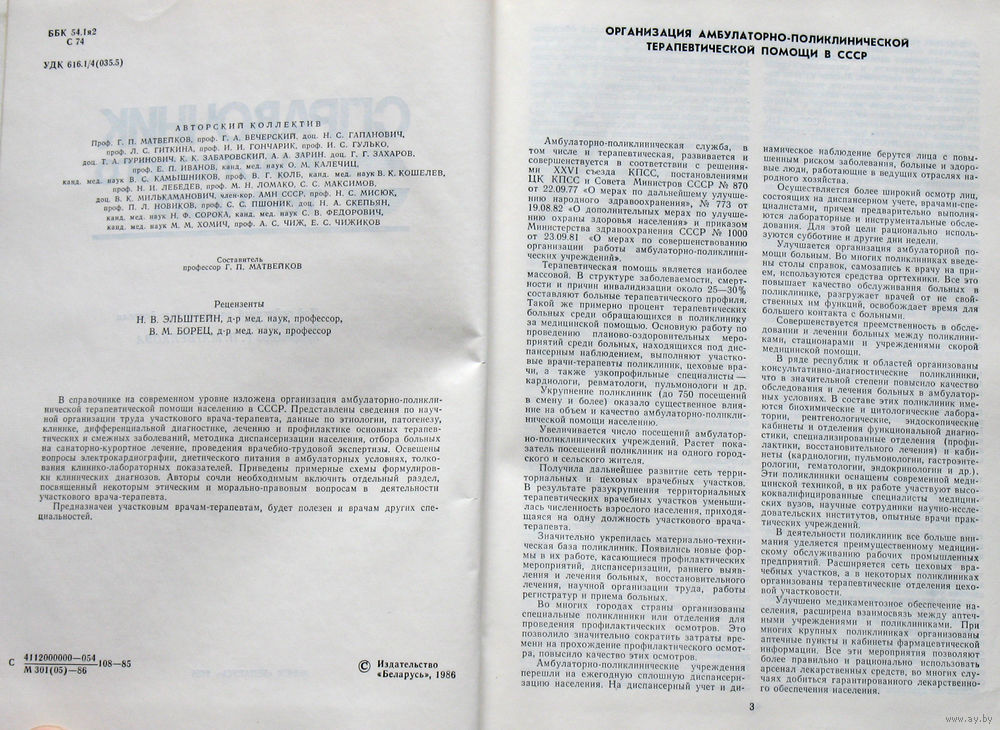 ББК 54.1я2
С 74
УДК 616.1/4(035.5)
АВТОРСКИЙ КОЛЛЕКТИВ
Проф. Г. П. МАТВЕЙКОВ, проф. Г. А. ВЕЧЕРСКИЙ, доц. Н. С. ГАПАНОВИЧ,
проф. Л. С. ГИТКИНА, проф. И. И. ГОНЧАРИК, проф. И. С. ГУЛЬКО,
доц. Т. А. ГУРИНОВИЧ, К. К. ЗАБАРОВСКИЙ, А. А. ЗАРИН, доц. Г. Г. ЗАХАРОВ,
проф. Е. П. ИВАНОВ, канд. мед. наук О. М. КАЛЕЧИЦ,
канд. мед. наук В. С. КАМЫШНИКОВ, проф. В. Г. КОЛБ, канд. мед. наук В. К. КОШЕЛЕВ,
проф. Н. И. ЛЕБЕДЕВ, проф. М. Н. ЛОМАКО, С. С. МАКСИМОВ,
доц. В. К. МИЛЬКАМАНОВИЧ, член-кор. АМН СССР, проф. Н. С. МИСЮК,
проф. П. Л. НОВИКОВ, проф. С. С. ПШОНИК, доц. Н. А. СКЕПЬЯН,
канд. мед. наук Н. Ф. СОРОКА, канд. мед. наук С. В. ФЕДОРОВИЧ,
канд. мед. наук М. М. ХОМИЧ, проф. А. С. ЧИЖ, Е. С. ЧИЖИКОВ
Составитель
профессор Г. П. МАТВЕЙКОВ
Рецензенты
Н. В. ЭЛЬШТЕЙН, д-р мед. наук, профессор,
В. М. БОРЕЦ, д-р мед. наук, профессор
В справочнике на современном уровне изложена организация амбулаторно-поликли-
нической терапевтической помощи населению в СССР. Представлены сведения по науч-
ной организации труда участкового врача-терапевта, данные по этиологии, патогенезу,
клинике, дифференциальной диагностике, лечению и профилактике основных терапев-
тических и смежных заболеваний, методика диспансеризации населения, отбора больных
на санаторно-курортное лечение, проведения врачебно-трудовой экспертизы. Освещены
вопросы электрокардиографии, диетического питания в амбулаторных условиях, толко-
вания клинико-лабораторных показателей. Приведены примерные схемы формулиров-
ки клинических диагнозов. Авторы сочли необходимым включить отдельный раздел,
посвященный некоторым этическим и морально-правовым вопросам в деятельности
участкового врача-терапевта.
Предназначен участковым врачам-терапевтам, будет полезен и врачам других спе-
циальностей.
С 4112000000—054 108—85
М 301(05)—86
© Издательство
«Беларусь», 1986
ОРГАНИЗАЦИЯ АМБУЛАТОРНО-ПОЛИКЛИНИЧЕСКОЙ
ТЕРАПЕВТИЧЕСКОЙ ПОМОЩИ В СССР
Амбулаторно-поликлиническая служба, в
том числе и терапевтическая, развивается и
совершенствуется в соответствии с решения-
ми XXVI съезда КПСС, постановлениями
ЦК КПСС и Совета Министров СССР № 870
от 22.09.77 «О мерах по дальнейшему улучше-
нию народного здравоохранения», № 773 от
19.08.82 «О дополнительных мерах по улуч-
шению охраны здоровья населения» и приказом
Министерства здравоохранения СССР № 1000
от 23.09.81 «О мерах по совершенствованию
организации работы амбулаторно-поликлини-
ческих учреждений».
Терапевтическая помощь является наиболее
массовой. В структуре заболеваемости, смерт-
ности и причин инвалидизации около 25—30%
составляют больные терапевтического профиля.
Такой же примерно процент терапевтических
больных среди обращающихся в поликлинику
за медицинской помощью. Основную работу по
проведению планово-оздоровительных меро-
приятий среди больных, находящихся под дис-
пансерным наблюдением, выполняют участко-
вые врачи-терапевты поликлиник, цеховые вра-
чи, а также узкопрофильные специалисты —
кардиологи, ревматологи, пульмонологи и др.
Укрупнение поликлиник (до 750 посещений
в смену и более) оказало существенное влия-
ние на объем и качество амбулаторно-поликли-
нической помощи населению.
Увеличивается число посещений амбулатор-
но-поликлинических учреждений. Растет пока-
затель посещений поликлиник на одного город-
ского и сельского жителя.
Получила дальнейшее развитие сеть терри-
ториальных и цеховых врачебных участков.
В результате разукрупнения территориальных
терапевтических врачебных участков уменьши-
лась численность взрослого населения, приходя-
щаяся на одну должность участкового врача-
терапевта.
Значительно укрепилась материально-техни-
ческая база поликлиник. Появились новые фор-
мы в их работе, касающиеся профилактических
мероприятий, диспансеризации, раннего выяв-
ления и лечения больных, восстановительного
лечения, научной организации труда, работы
регистратур и приема больных.
Во многих городах страны организованы
специальные поликлиники или отделения для
проведения профилактических осмотров. Это
позволило значительно сократить затраты вре-
мени на прохождение профилактического осмот-
ра, повысило качество этих осмотров.
Амбулаторно-поликлинические учреждения
перешли на ежегодную сплошную диспансери-
зацию населения. На диспансерный учет и ди-
намическое наблюдение берутся лица с повы-
шенным риском заболевания, больные и здоро-
вые люди, работающие в ведущих отраслях на-
родного хозяйства.
Осуществляется более широкий осмотр лиц,
состоящих на диспансерном учете, врачами-спе-
циалистами, причем предварительно выполня-
ются лабораторные и инструментальные обсле-
дования. Для этой цели рационально исполь-
зуются субботние и другие дни недели.
Улучшается организация амбулаторной по-
мощи больным. Во многих поликлиниках введе-
ны столы справок, самозапись к врачу на при-
ем, используются средства оргтехники. Все это
повышает качество обслуживания больных в
поликлинике, разгружает врачей от не свой-
ственных им функций, освобождает время для
большего контакта с больными.
Совершенствуется преемственность в обсле-
довании и лечении больных между поликлини-
ками, стационарами и учреждениями скорой
медицинской помощи.
В ряде республик и областей организованы
консультативно-диагностические поликлиники,
что в значительной степени повысило качество
обследования и лечения больных в амбулатор-
ных условиях. В составе этих поликлиник име-
ются биохимические и цитологические лабора-
тории, рентгенологические, эндоскопические
кабинеты и отделения функциональной диагно-
стики, специализированные отделения (профи-
лактики, восстановительного лечения) и каби-
неты (кардиологии, пульмонологии, гастроэнте-
рологии, гематологии, эндокринологии и др.).
Эти поликлиники оснащены современной меди-
цинской техникой, в их работе участвуют высо-
коквалифицированные специалисты медицин-
ских вузов, научные сотрудники научно-иссле-
довательских институтов, опытные врачи прак-
тических учреждений.
В деятельности поликлиник все больше вни-
мания уделяется преимущественному медицин-
скому обслуживанию рабочих промышленных
предприятий. Расширяется сеть цеховых вра-
чебных участков, а в некоторых поликлиниках
организованы терапевтические отделения цехо-
вой участковости.
Улучшено медикаментозное обеспечение на-
селения, расширена взаимосвязь между аптеч-
ными учреждениями и поликлиниками. При
многих крупных поликлиниках организованы
аптечные пункты и кабинеты фармацевтической
информации. Все эти мероприятия позволяют
более правильно и рационально использовать
арсенал лекарственных средств, во многих слу-
чаях добиться гарантированного лекарственно-
го обеспечения населения.
3
www.ay.by